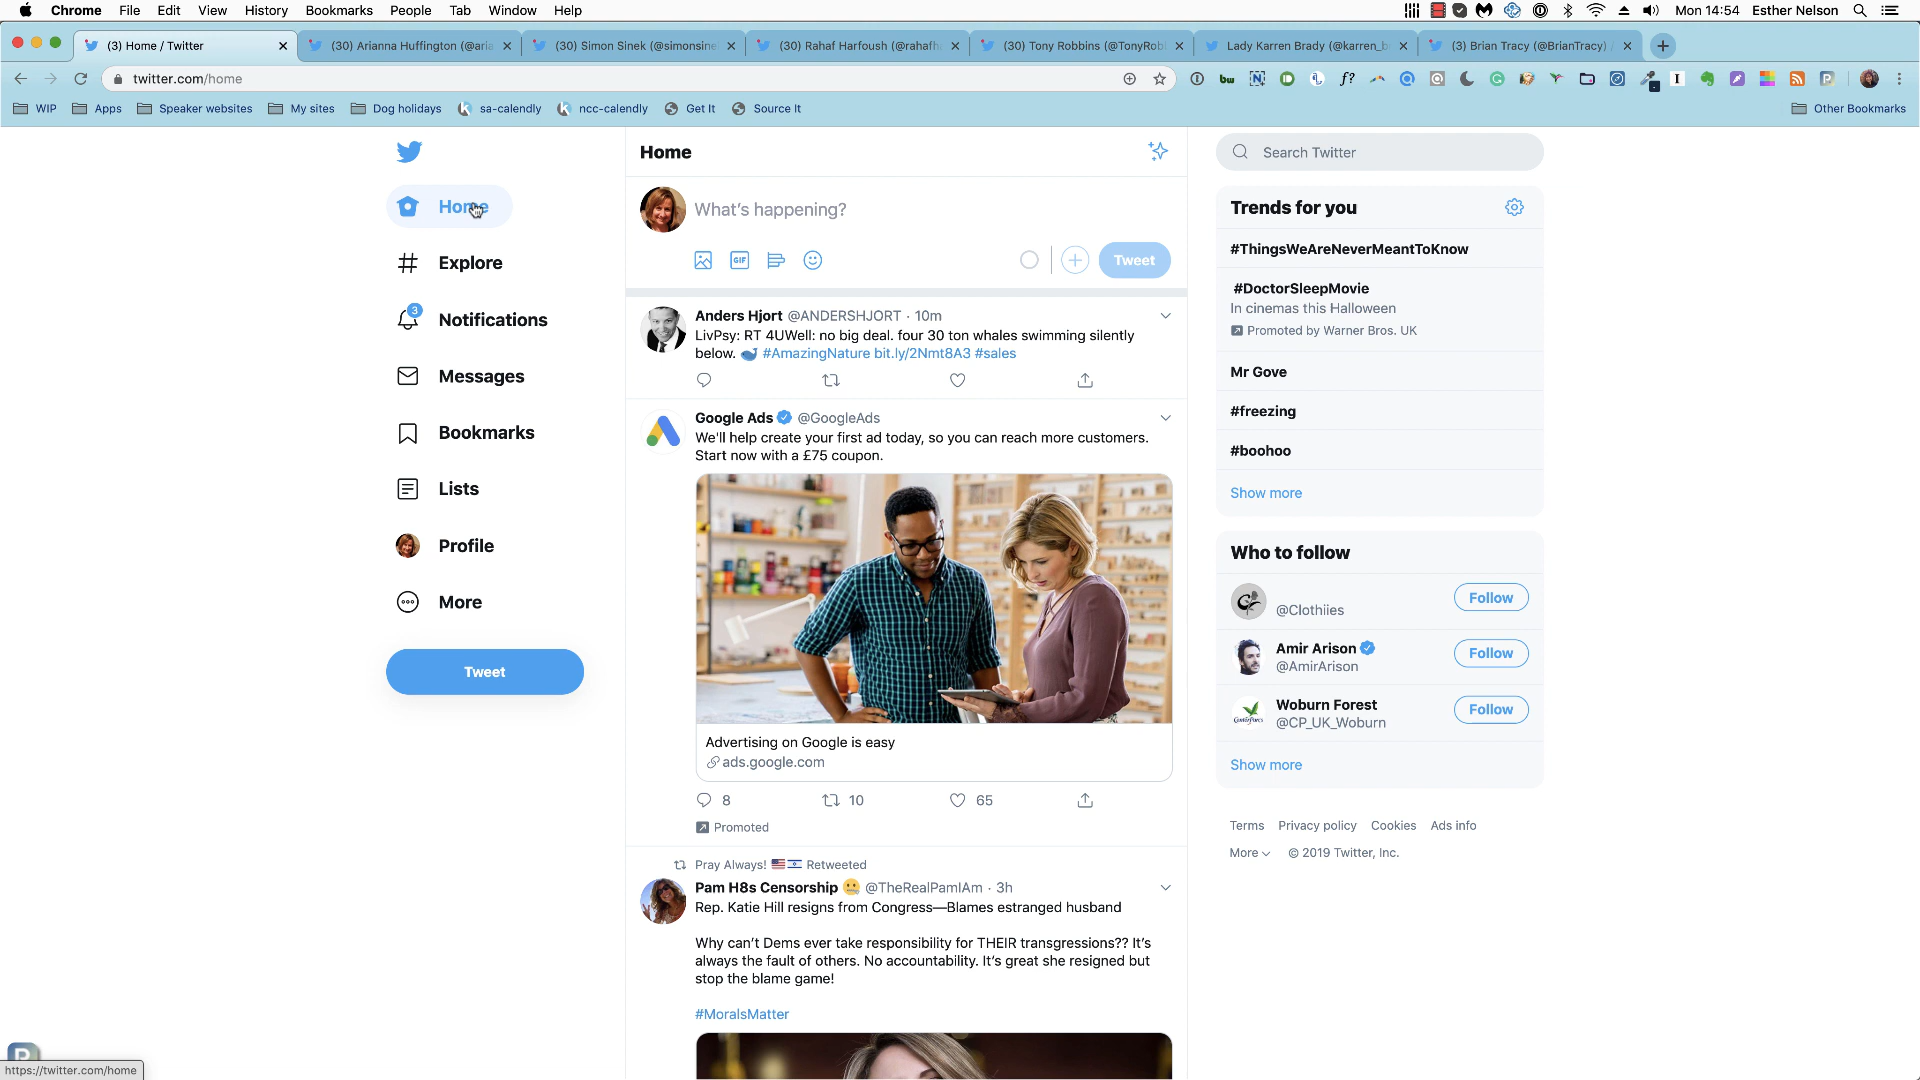 Chrome File Edit View History Bookmarks People Tab Window Help
Mon 14:54 Esther Nelson
(3) Home / Twitter
(30) Arianna Huffington (@aria
(30) Simon Sinek (@simonsine
(30) Rahaf Harfoush (@rahafh
(30) Tony Robbins (@TonyRob
Lady Karren Brady (@karren_b
(3) Brian Tracy (@BrianTracy) /
twitter.com/home
WIP Apps Speaker websites My sites Dog holidays sa-calendly ncc-calendly Get It Source It
Other Bookmarks
Home
Explore
3
Notifications
Messages
Bookmarks
Lists
Profile
More
Tweet
Home
What's happening?
GIF
Tweet
Anders Hjort @ANDERSHJORT · 10m
LivPsy: RT 4UWell: no big deal. four 30 ton whales swimming silently
below. 🐋 #AmazingNature bit.ly/2Nmt8A3 #sales
Google Ads @GoogleAds
We'll help create your first ad today, so you can reach more customers.
Start now with a £75 coupon.
Advertising on Google is easy
ads.google.com
8 10 65
Promoted
Pray Always! 🇺🇸🇮🇱 Retweeted
Pam H8s Censorship 🤐 @TheRealPamIAm · 3h
Rep. Katie Hill resigns from Congress—Blames estranged husband
Why can't Dems ever take responsibility for THEIR transgressions?? It's
always the fault of others. No accountability. It's great she resigned but
stop the blame game!
#MoralsMatter
Search Twitter
Trends for you
#ThingsWeAreNeverMeantToKnow
#DoctorSleepMovie
In cinemas this Halloween
Promoted by Warner Bros. UK
Mr Gove
#freezing
#boohoo
Show more
Who to follow
@Clothiies
Follow
Amir Arison
@AmirArison
Follow
Woburn Forest
@CP_UK_Woburn
Follow
Show more
Terms Privacy policy Cookies Ads info
More © 2019 Twitter, Inc.
https://twitter.com/home